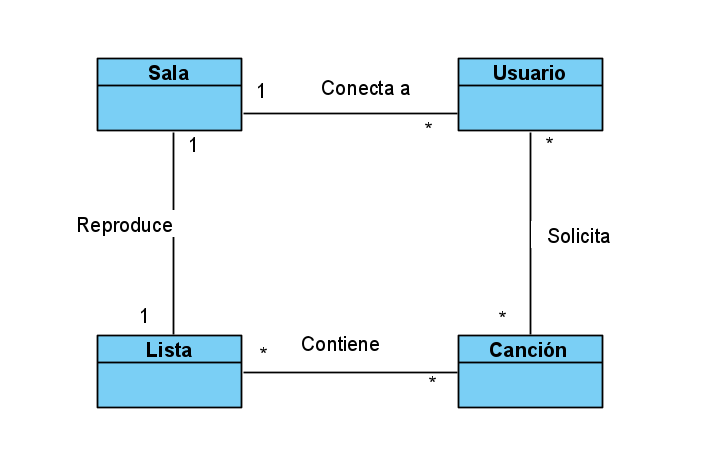 Sala
Usuario
1
Conecta a
*
1
*
Reproduce
Solicita
1
*
Lista
*
Contiene
*
Canción